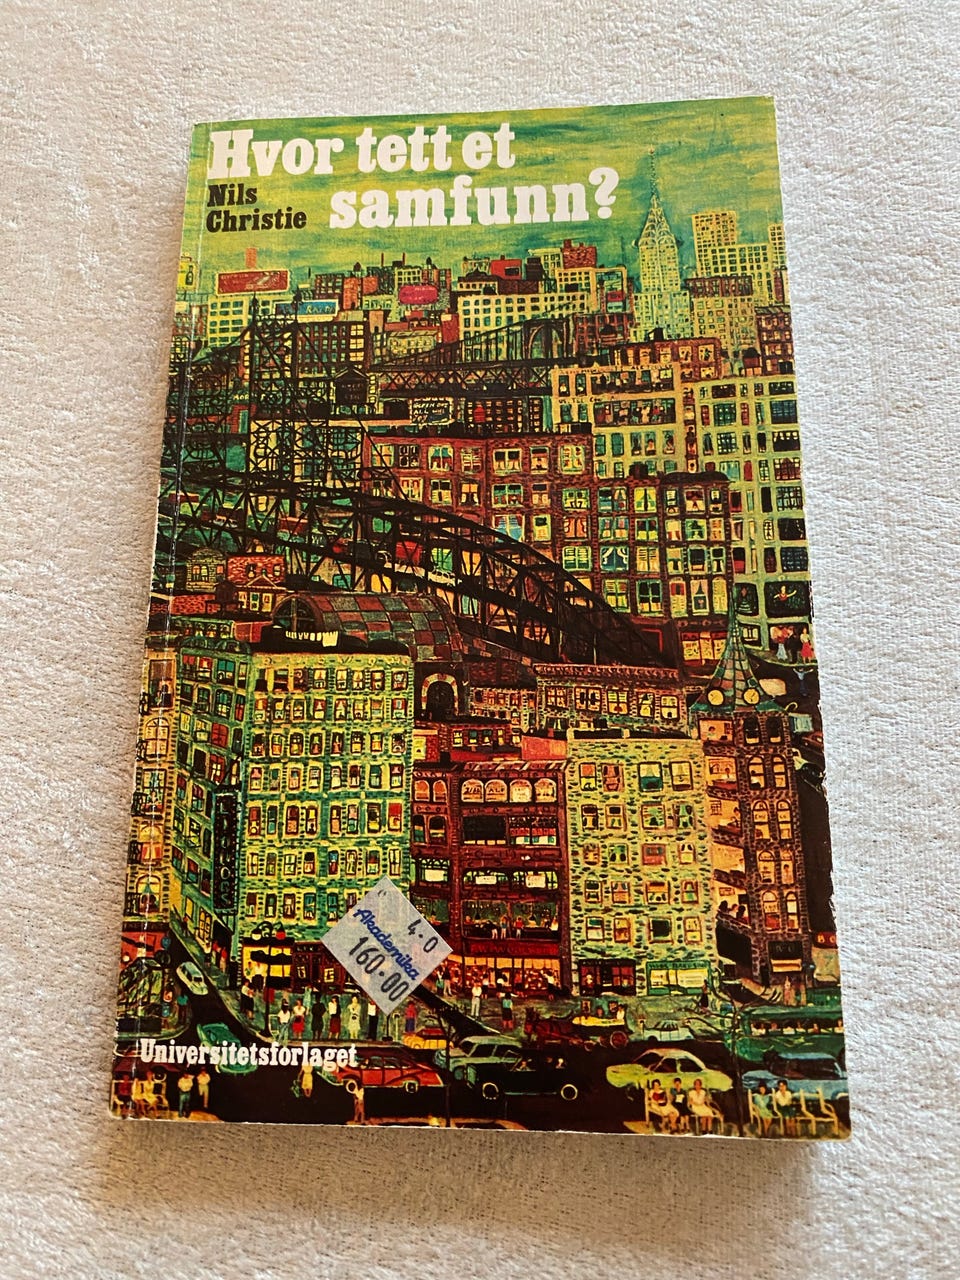 Hvor tett et
samfunn?
Nils
Christie
4.0
Akademika
160.00
Universitetsforlaget